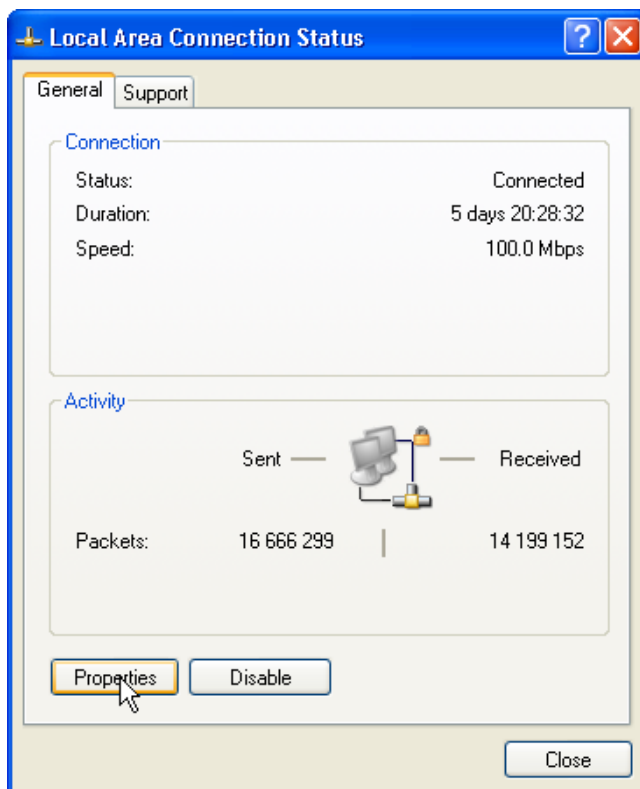 Local Area Connection Status
General Support
Connection
Status: Connected
Duration: 5 days 20:28:32
Speed: 100.0 Mbps
Activity
Sent Received
Packets: 16 666 299 14 199 152
Properties Disable
Close